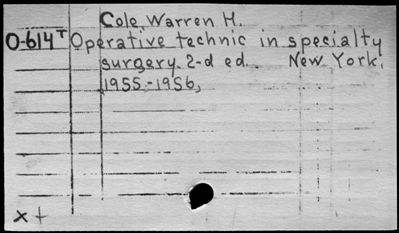 Cole, Warren H.
O-614T Operative technic in specialty
surgery. 2-d ed. New York.
1955-1956,
x +